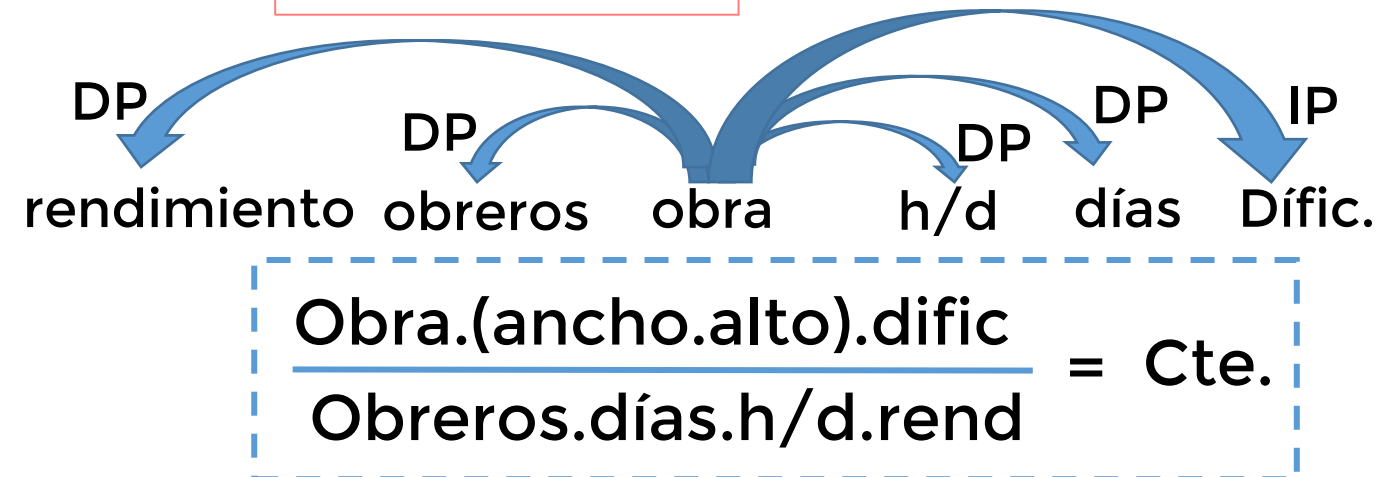 DP DP DP DP IP
rendimiento obreros obra h/d días Dífic.
Obra.(ancho.alto).dific
= Cte.
Obreros.días.h/d.rend